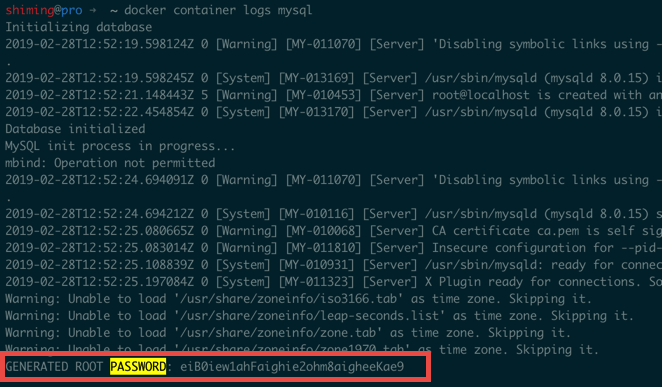 shiming@pro → ~ docker container logs mysql
Initializing database
2019-02-28T12:52:19.598124Z 0 [Warning] [MY-011070] [Server] 'Disabling symbolic links using -
.
2019-02-28T12:52:19.598245Z 0 [System] [MY-013169] [Server] /usr/sbin/mysqld (mysqld 8.0.15) i
2019-02-28T12:52:21.148443Z 5 [Warning] [MY-010453] [Server] root@localhost is created with an
2019-02-28T12:52:22.454854Z 0 [System] [MY-013170] [Server] /usr/sbin/mysqld (mysqld 8.0.15) i
Database initialized
MySQL init process in progress...
mbind: Operation not permitted
2019-02-28T12:52:24.694091Z 0 [Warning] [MY-011070] [Server] 'Disabling symbolic links using -
.
2019-02-28T12:52:24.694212Z 0 [System] [MY-010116] [Server] /usr/sbin/mysqld (mysqld 8.0.15) s
2019-02-28T12:52:25.080665Z 0 [Warning] [MY-010068] [Server] CA certificate ca.pem is self sig
2019-02-28T12:52:25.083014Z 0 [Warning] [MY-011810] [Server] Insecure configuration for --pid-
2019-02-28T12:52:25.108839Z 0 [System] [MY-010931] [Server] /usr/sbin/mysqld: ready for connec
2019-02-28T12:52:25.197084Z 0 [System] [MY-011323] [Server] X Plugin ready for connections. So
Warning: Unable to load '/usr/share/zoneinfo/iso3166.tab' as time zone. Skipping it.
Warning: Unable to load '/usr/share/zoneinfo/leap-seconds.list' as time zone. Skipping it.
Warning: Unable to load '/usr/share/zoneinfo/zone.tab' as time zone. Skipping it.
Warning: Unable to load '/usr/share/zoneinfo/zone1970.tab' as time zone. Skipping it.
GENERATED ROOT PASSWORD: eiB0iew1ahFaighie2ohm8aigheeKae9